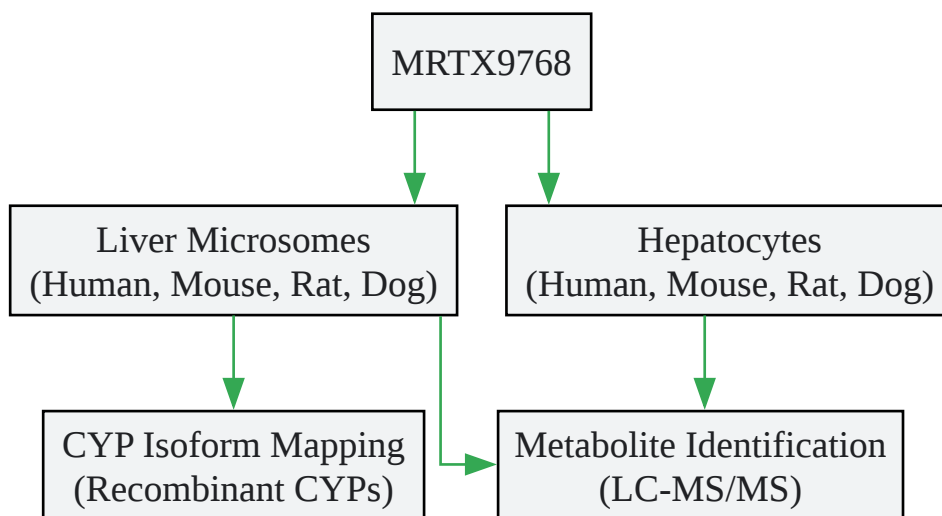 MRTX9768
Liver Microsomes
(Human, Mouse, Rat, Dog)
Hepatocytes
(Human, Mouse, Rat, Dog)
CYP Isoform Mapping
(Recombinant CYPs)
Metabolite Identification
(LC-MS/MS)